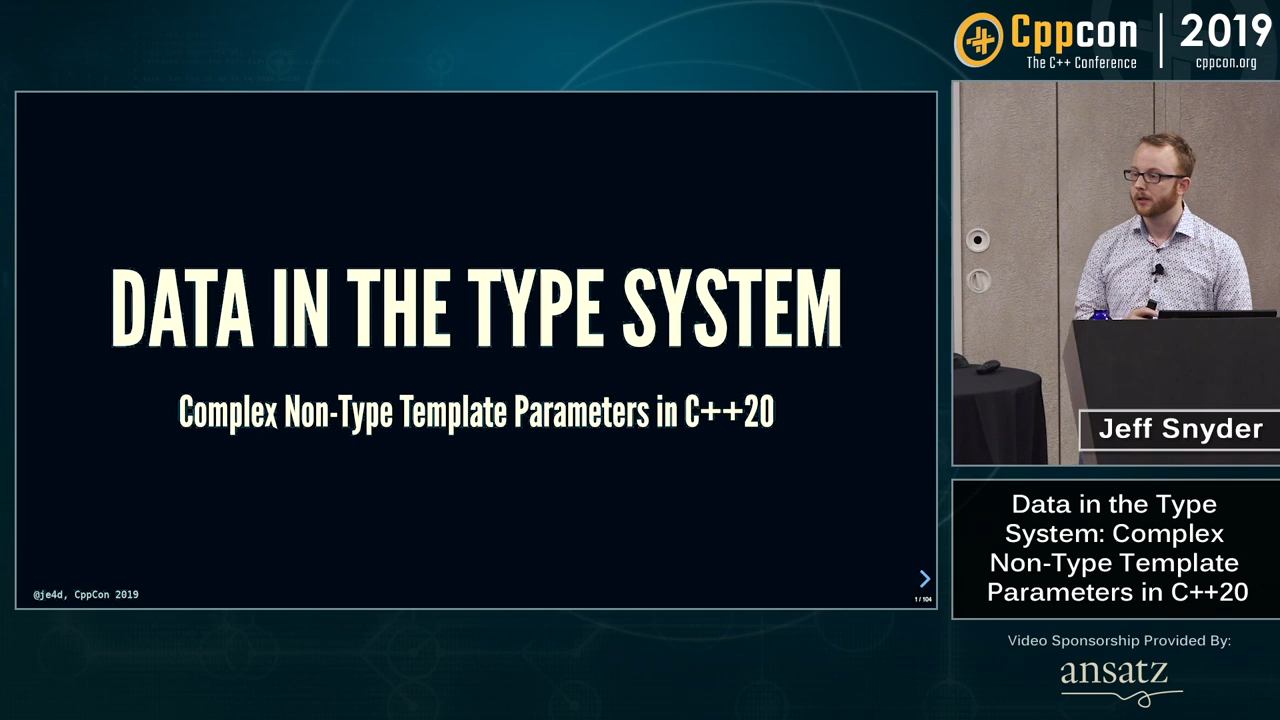 DATA IN THE TYPE SYSTEM
Complex Non-Type Template Parameters in C++20
@je4d, CppCon 2019
1 / 104
Cppcon
The C++ Conference
2019
cppcon.org
Jeff Snyder
Data in the Type
System: Complex
Non-Type Template
Parameters in C++20
Video Sponsorship Provided By:
ansatz